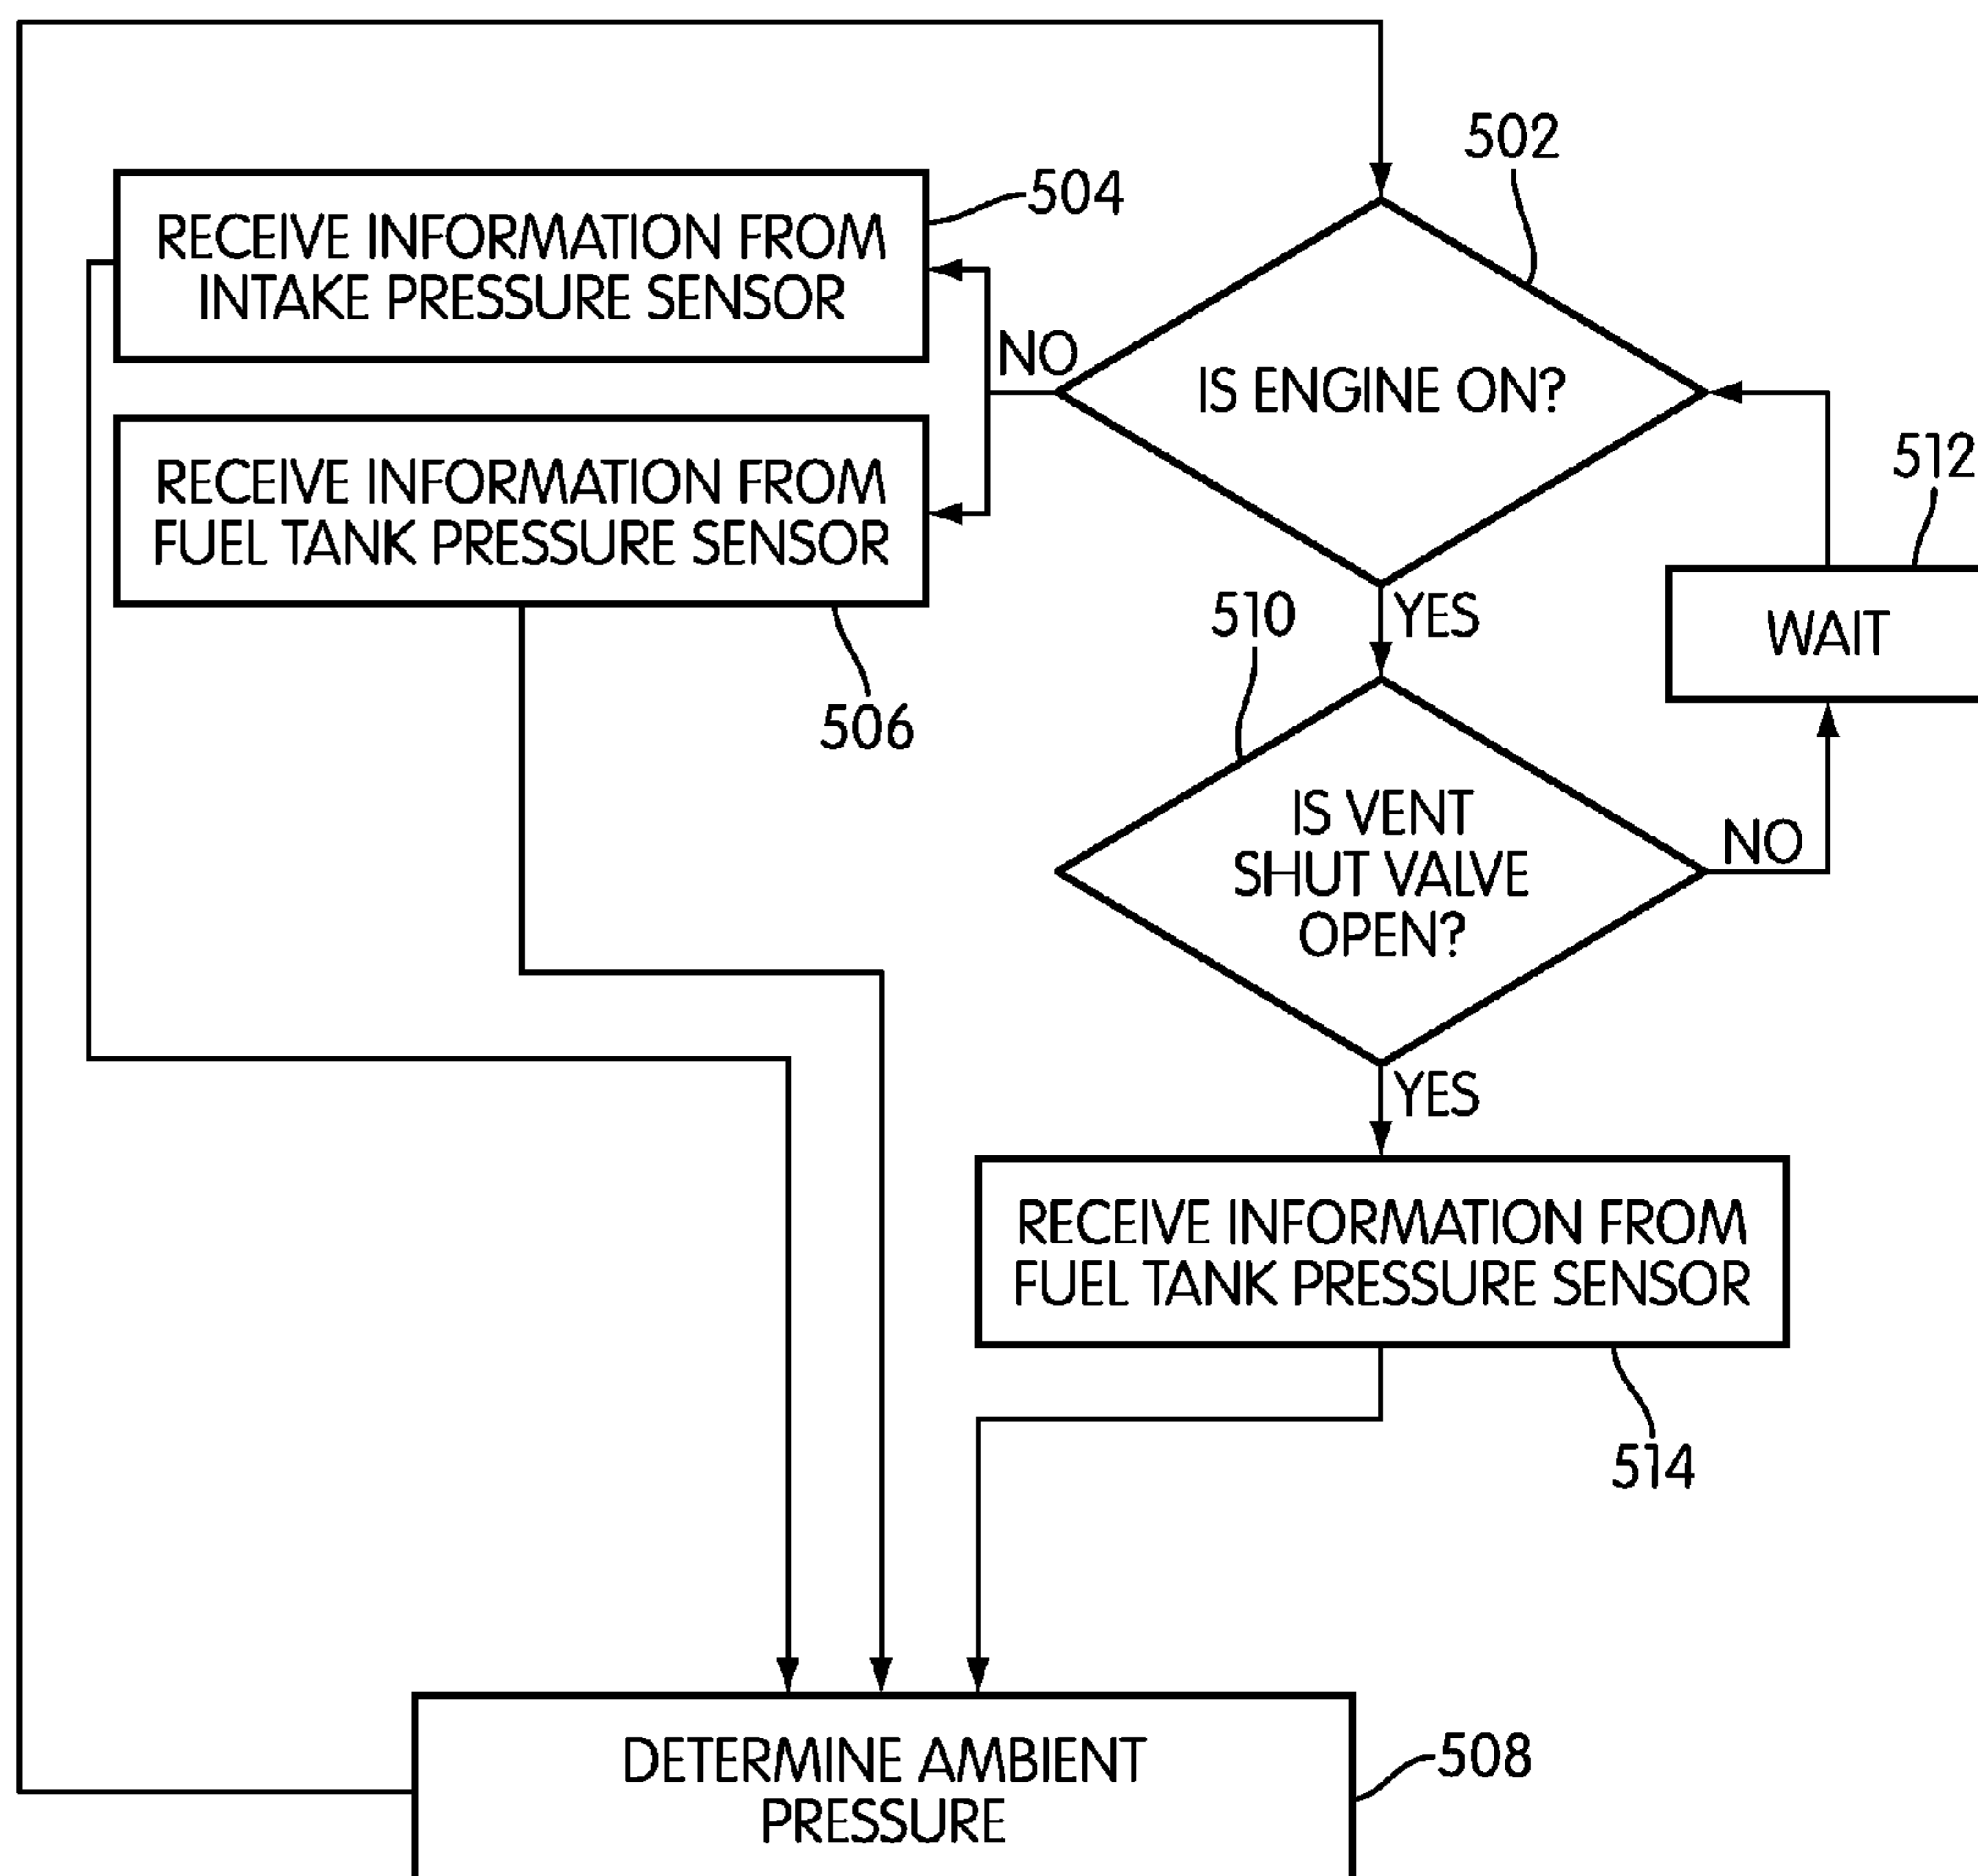 502
504
RECEIVE INFORMATION FROM
INTAKE PRESSURE SENSOR
NO
IS ENGINE ON?
512
RECEIVE INFORMATION FROM
FUEL TANK PRESSURE SENSOR
510
YES
WAIT
506
IS VENT
SHUT VALVE
OPEN?
NO
YES
RECEIVE INFORMATION FROM
FUEL TANK PRESSURE SENSOR
514
DETERMINE AMBIENT
PRESSURE
508